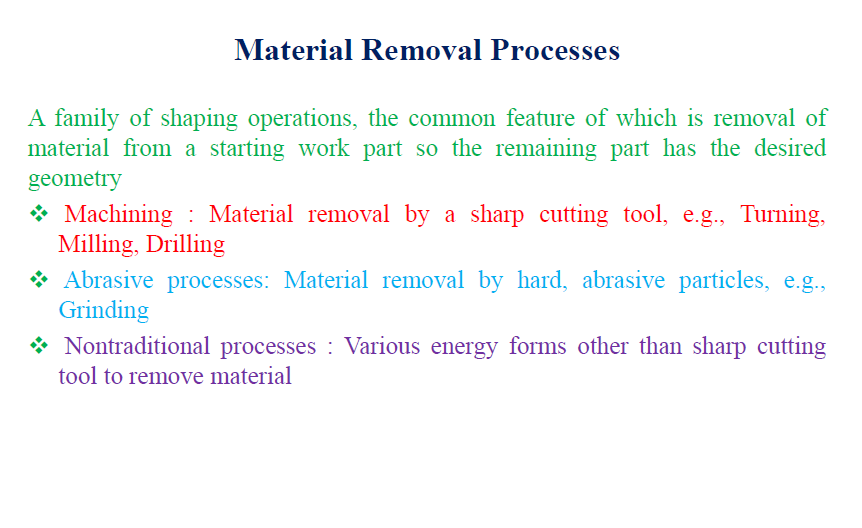 Material Removal Processes
A family of shaping operations, the common feature of which is removal of
material from a starting work part so the remaining part has the desired
geometry
❖ Machining : Material removal by a sharp cutting tool, e.g., Turning,
Milling, Drilling
❖ Abrasive processes: Material removal by hard, abrasive particles, e.g.,
Grinding
❖ Nontraditional processes : Various energy forms other than sharp cutting
tool to remove material